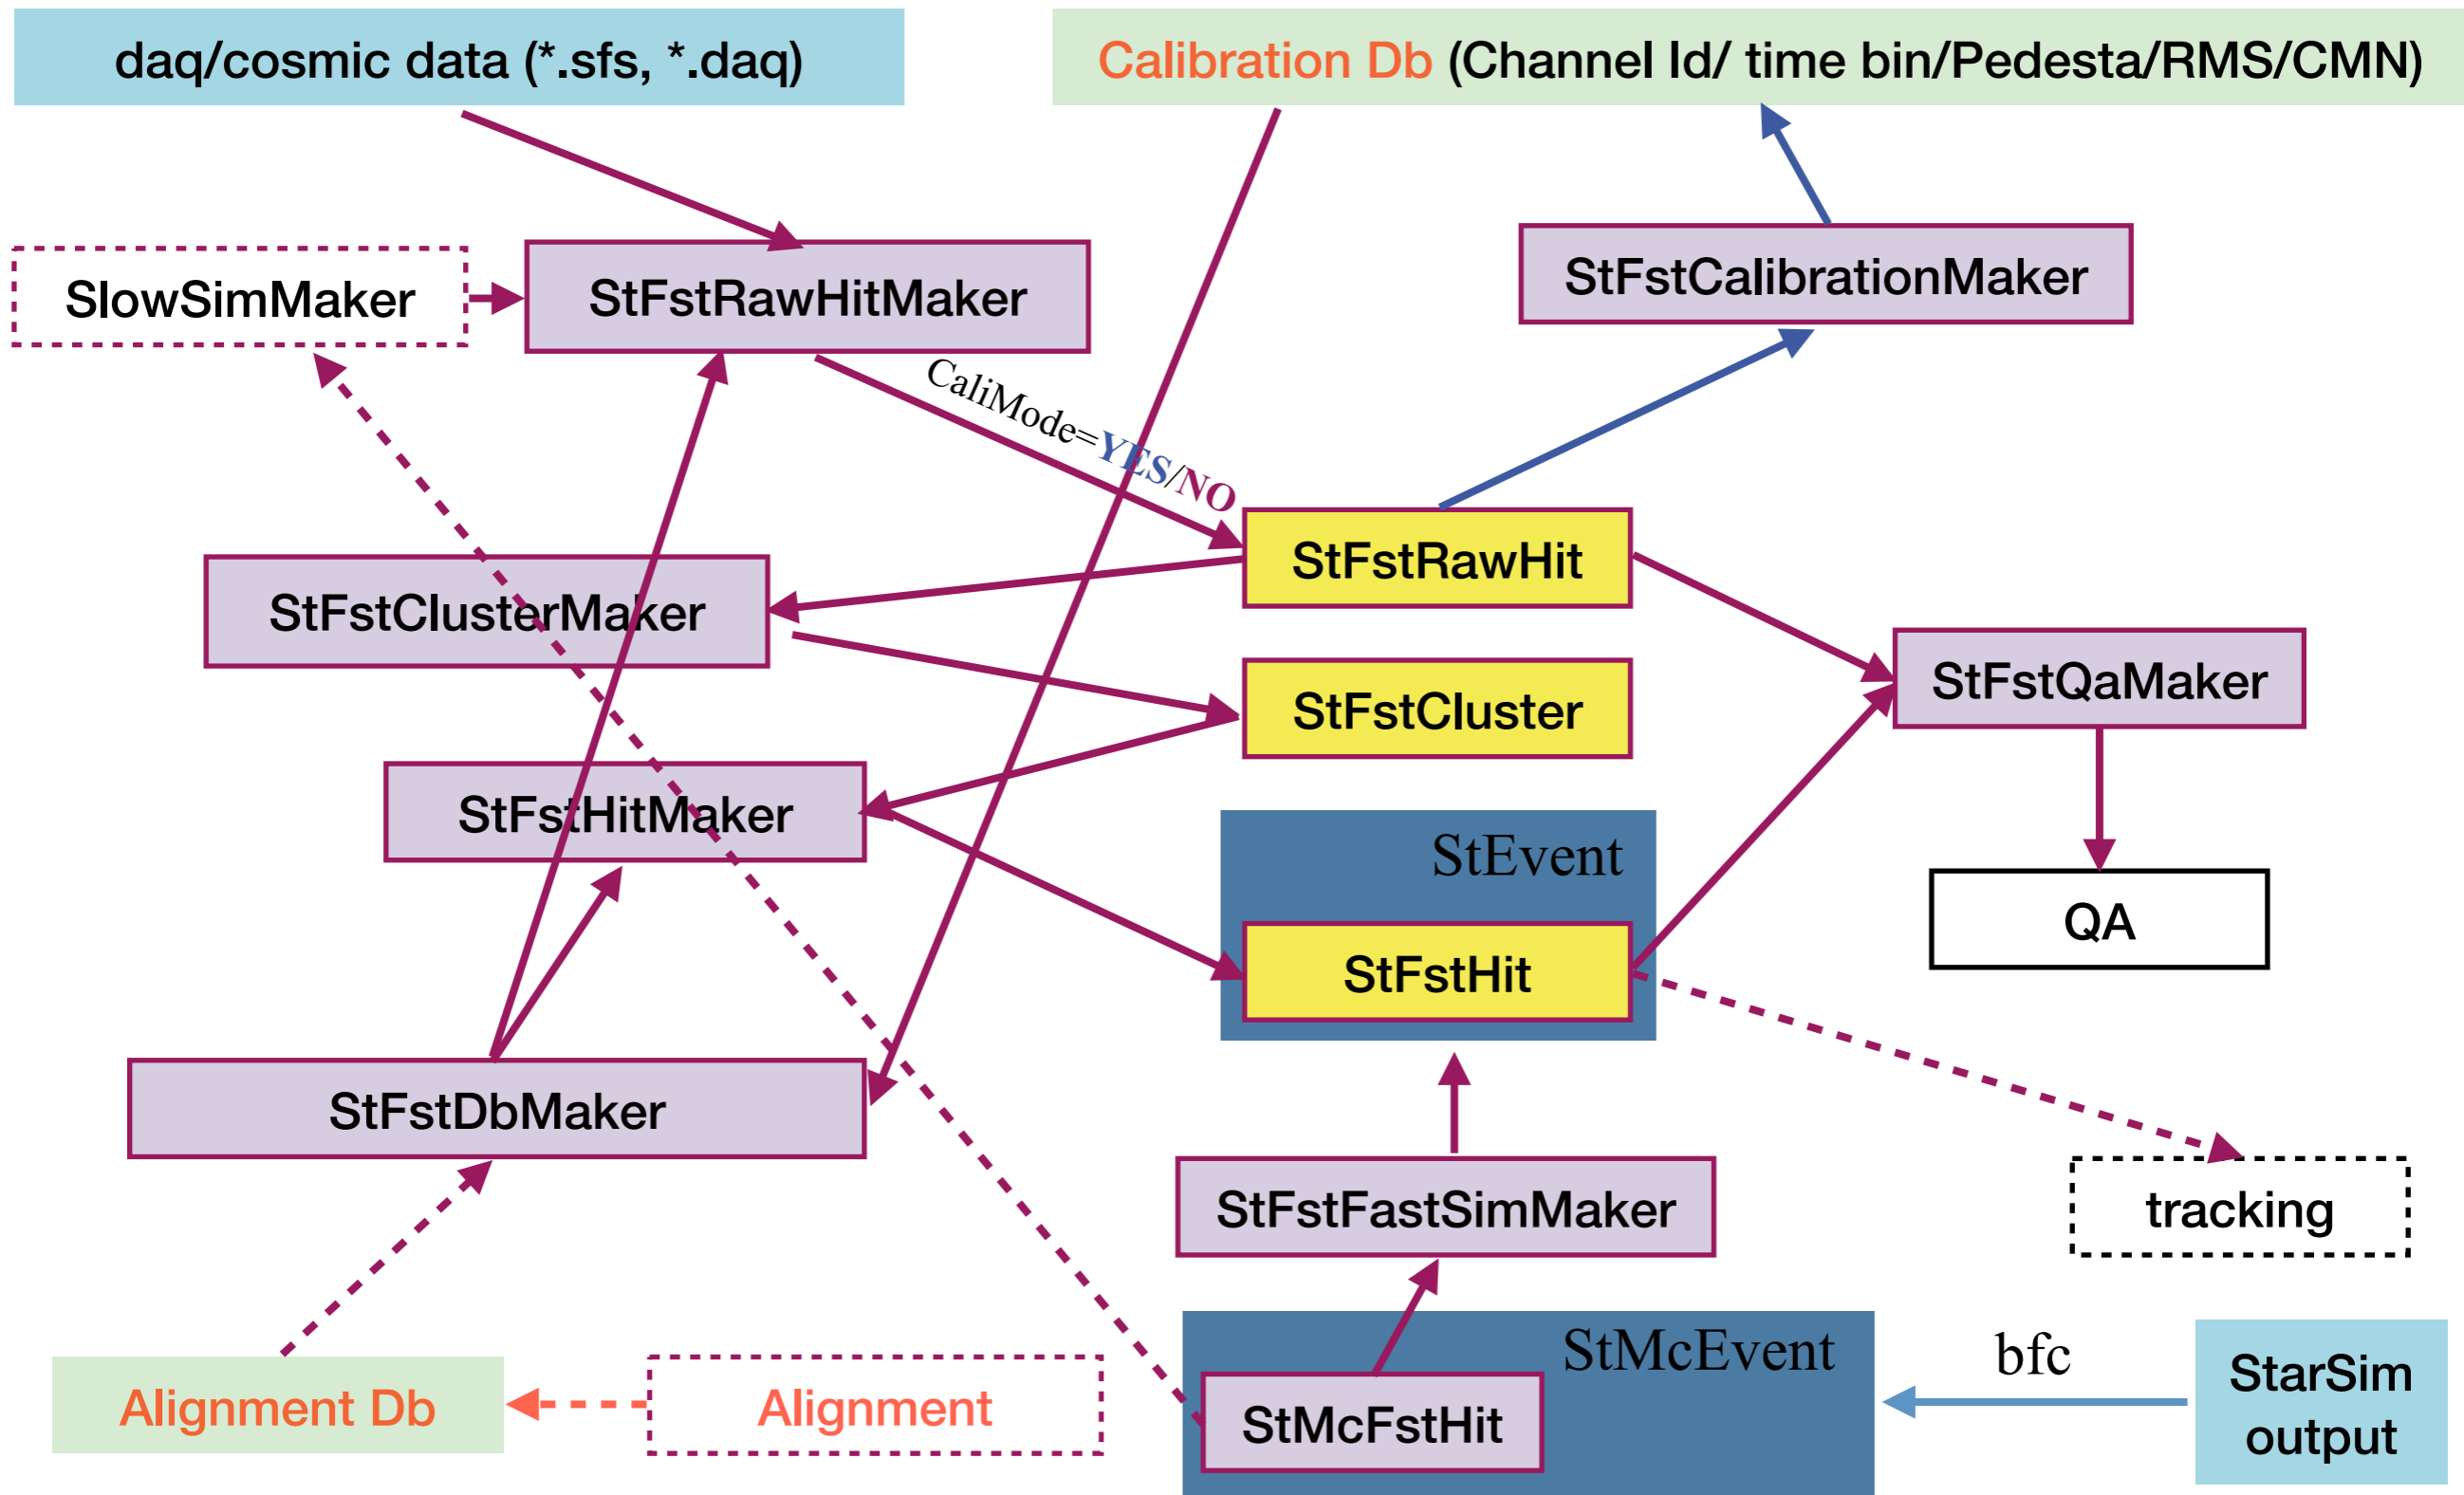 daq/cosmic data (*.sfs, *.daq)
Calibration Db (Channel Id/ time bin/Pedesta/RMS/CMN)
StFstCalibrationMaker
SlowSimMaker
StFstRawHitMaker
CaliMode=YES/NO
StFstRawHit
StFstClusterMaker
StFstQaMaker
StFstCluster
StFstHitMaker
StEvent
QA
StFstHit
StFstDbMaker
StFstFastSimMaker
tracking
StMcEvent
bfc
StarSim
output
Alignment Db
Alignment
StMcFstHit